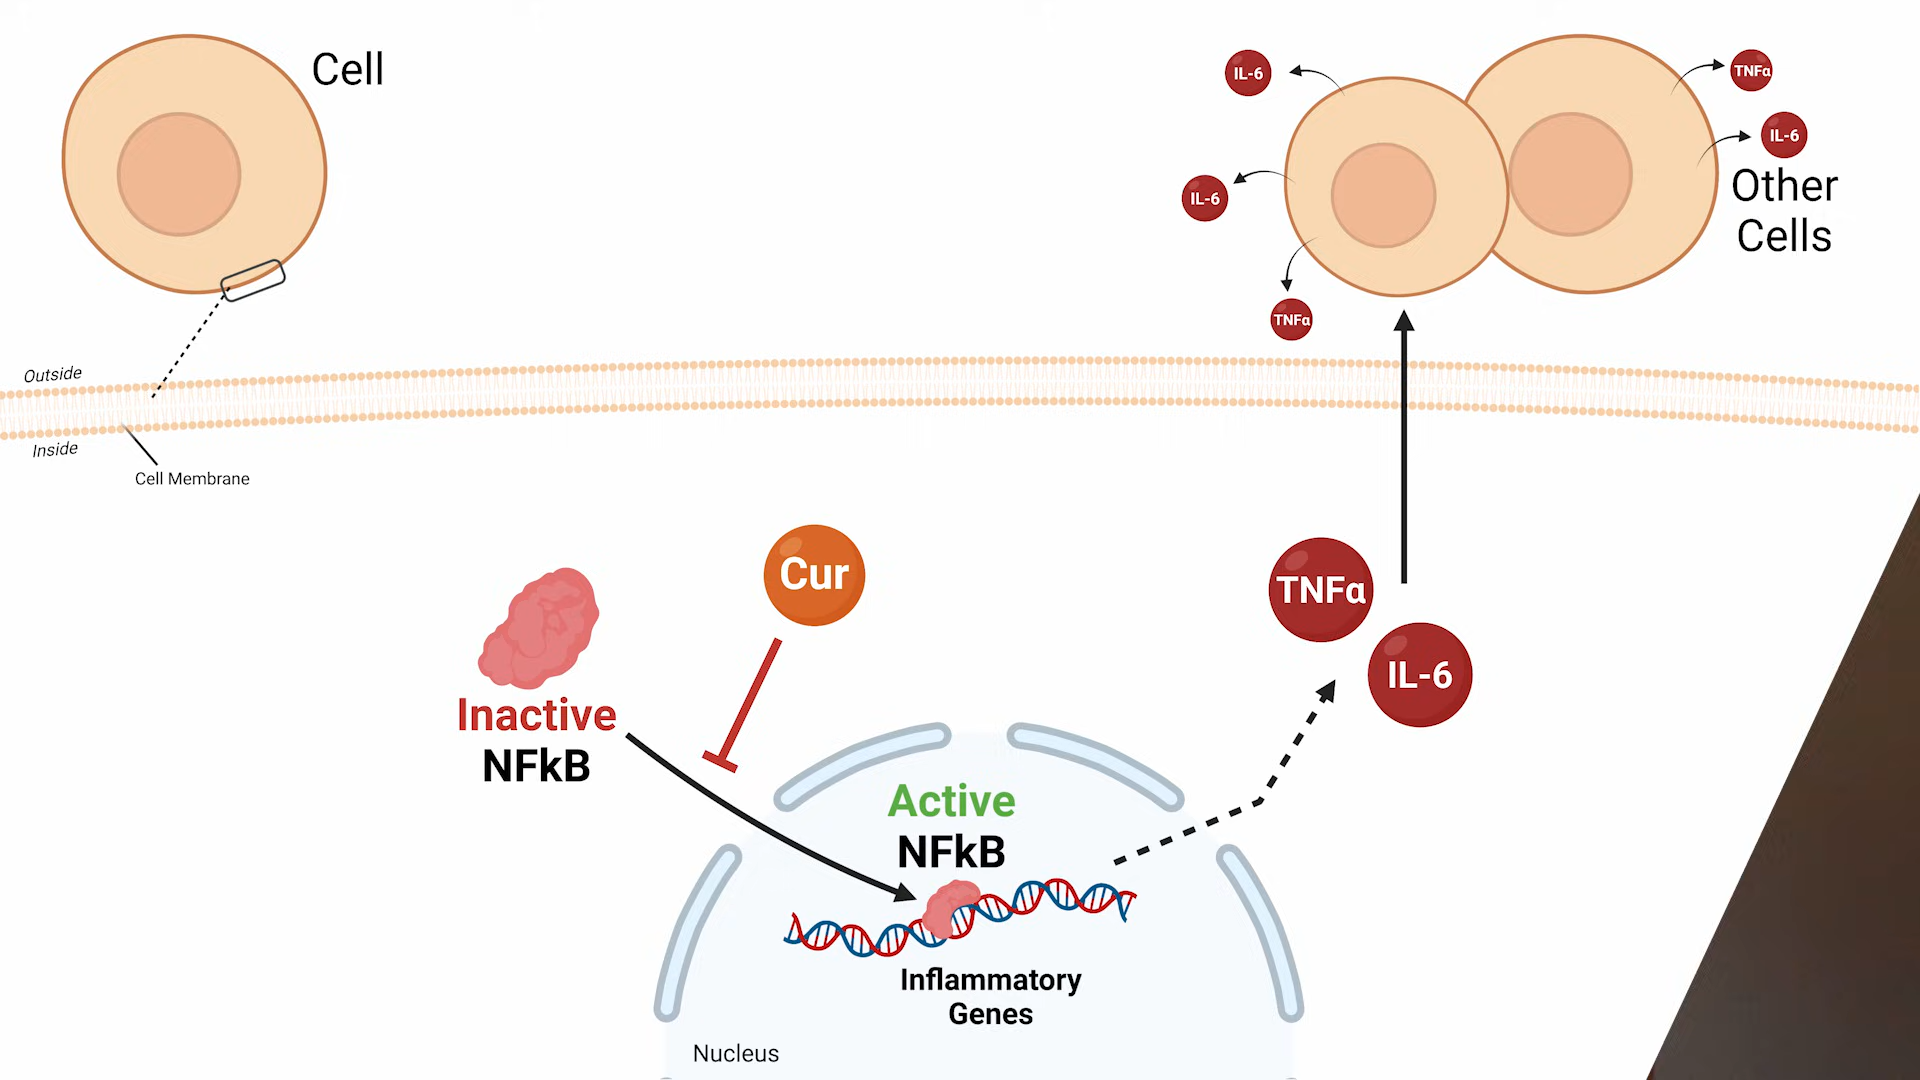 Cell
IL-6
TNFα
IL-6
IL-6
Other
Cells
TNFα
Outside
Inside
Cell Membrane
Cur
TNFα
IL-6
Inactive
NFkB
Active
NFkB
Inflammatory
Genes
Nucleus